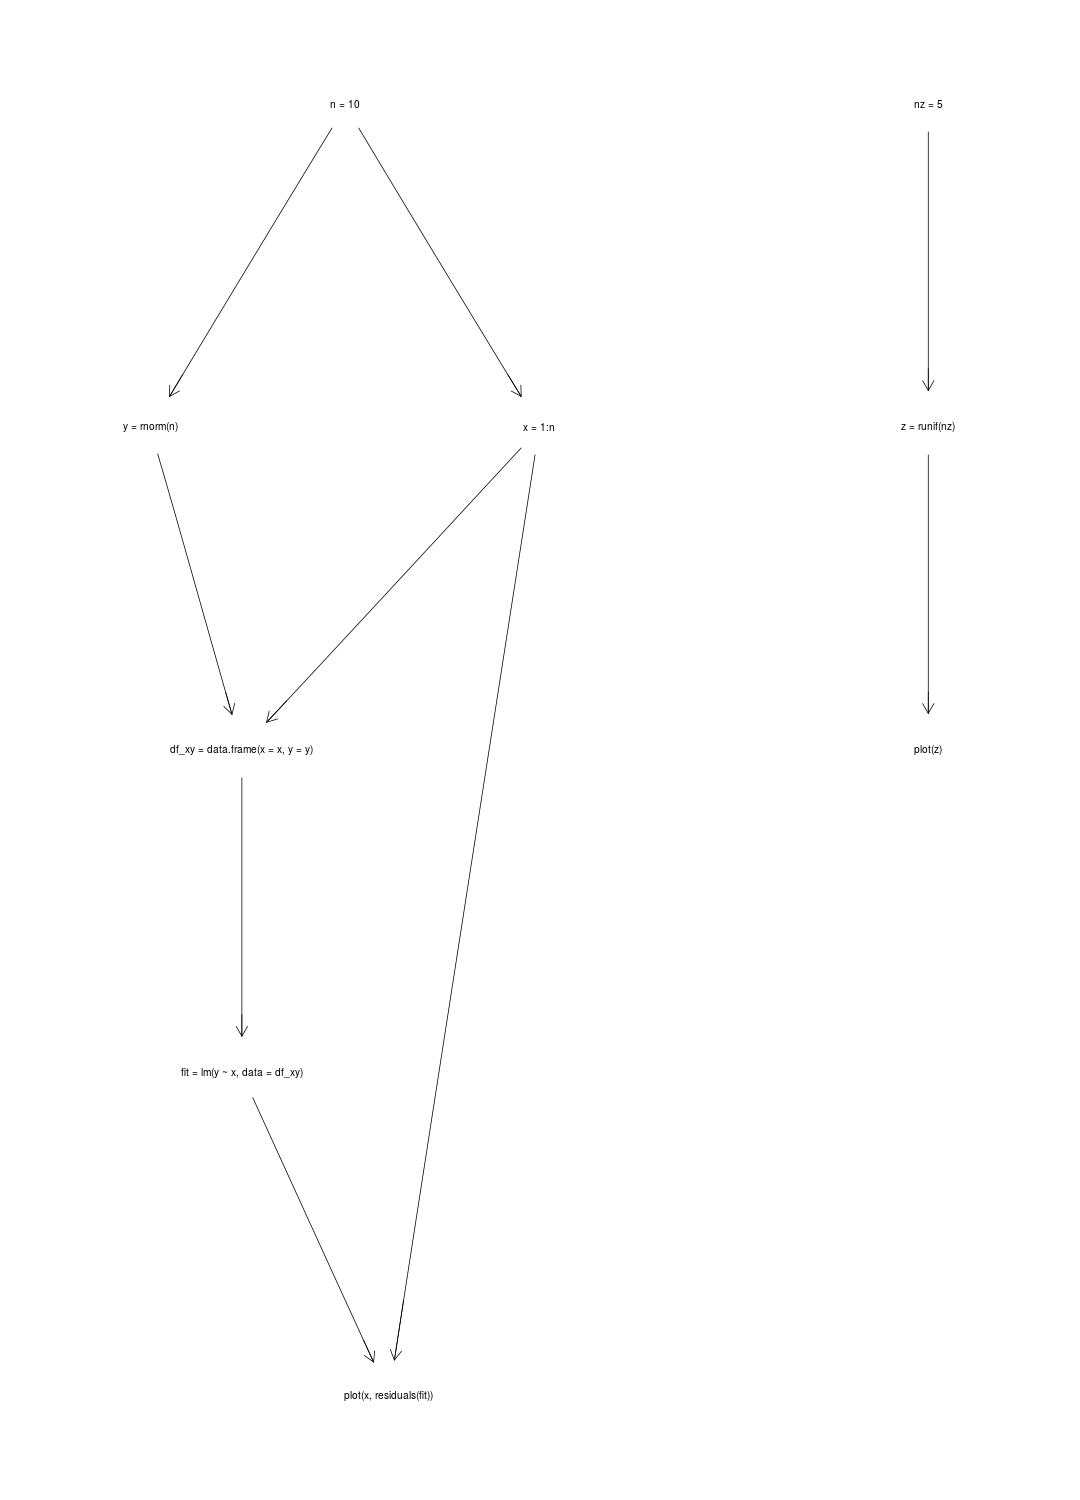 n = 10
nz = 5
y = rnorm(n)
x = 1:n
z = runif(nz)
df_xy = data.frame(x = x, y = y)
plot(z)
fit = lm(y ~ x, data = df_xy)
plot(x, residuals(fit))